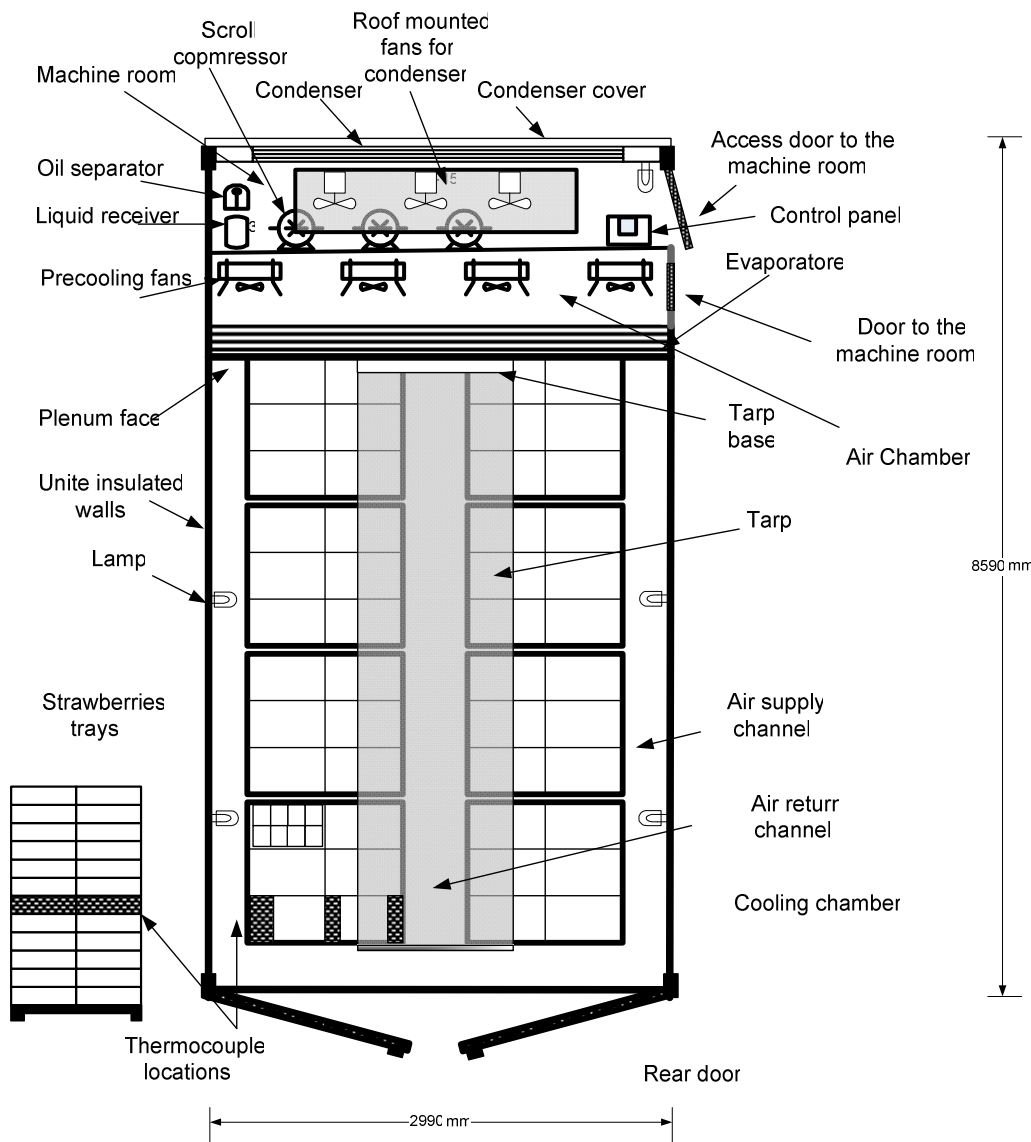 Scroll
copmressor
Roof mounted
fans for
condenser
Machine room
Condenser
Condenser cover
Access door to the
machine room
Oil separator
Liquid receiver
Control panel
Precooling fans
Evaporatore
Door to the
machine room
Plenum face
Tarp
base
Air Chamber
Unite insulated
walls
Tarp
Lamp
8590 mm
Strawberries
trays
Air supply
channel
Air return
channel
Cooling chamber
Thermocouple
locations
Rear door
2990 mm